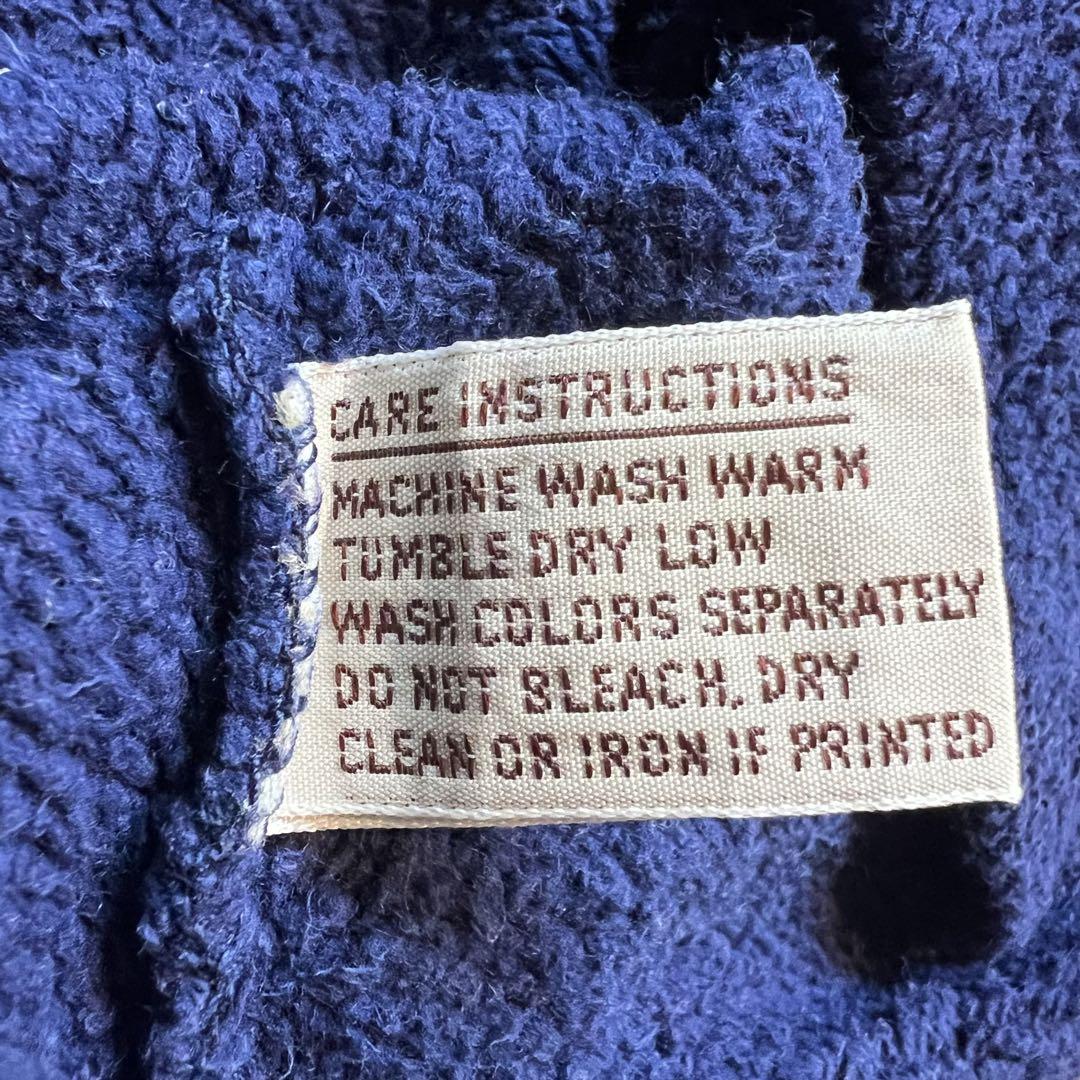 CARE INSTRUCTIONS
MACHINE WASH WARM
TUMBLE DRY LOW
WASH COLORS SEPARATELY
DO NOT BLEACH, DRY
CLEAN OR IRON IF PRINTED